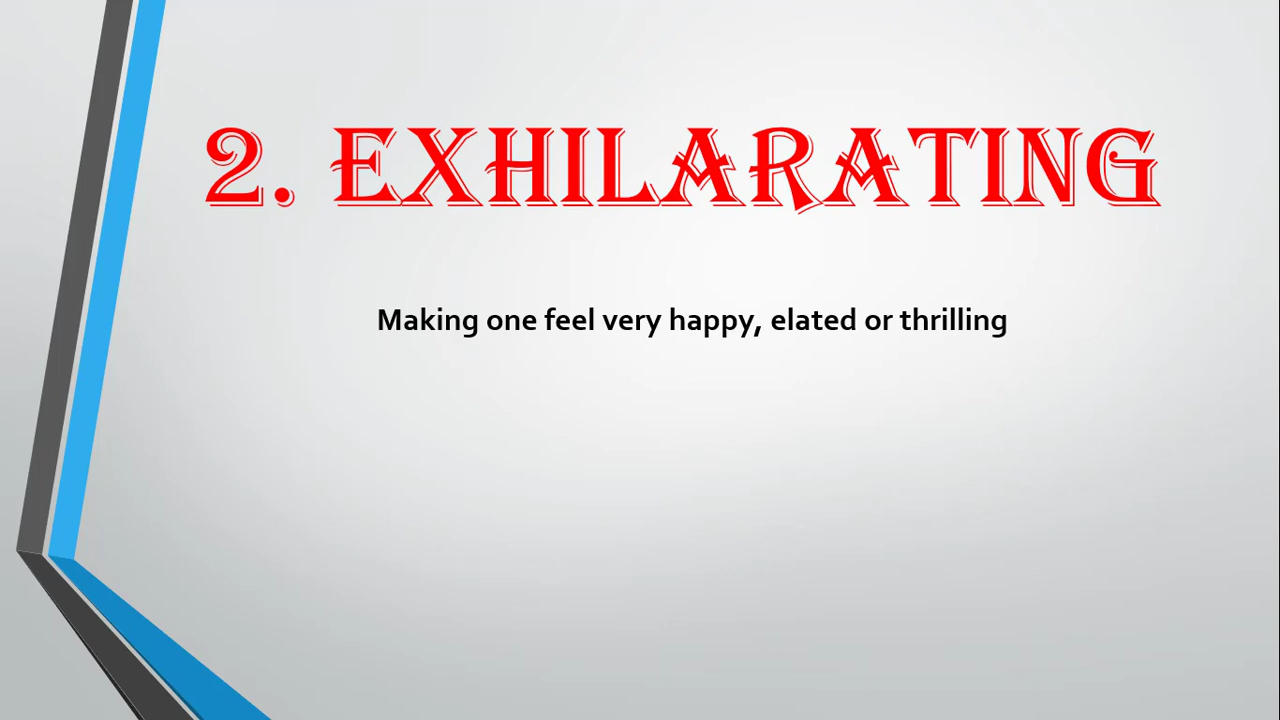 2. EXHILARATING
Making one feel very happy, elated or thrilling